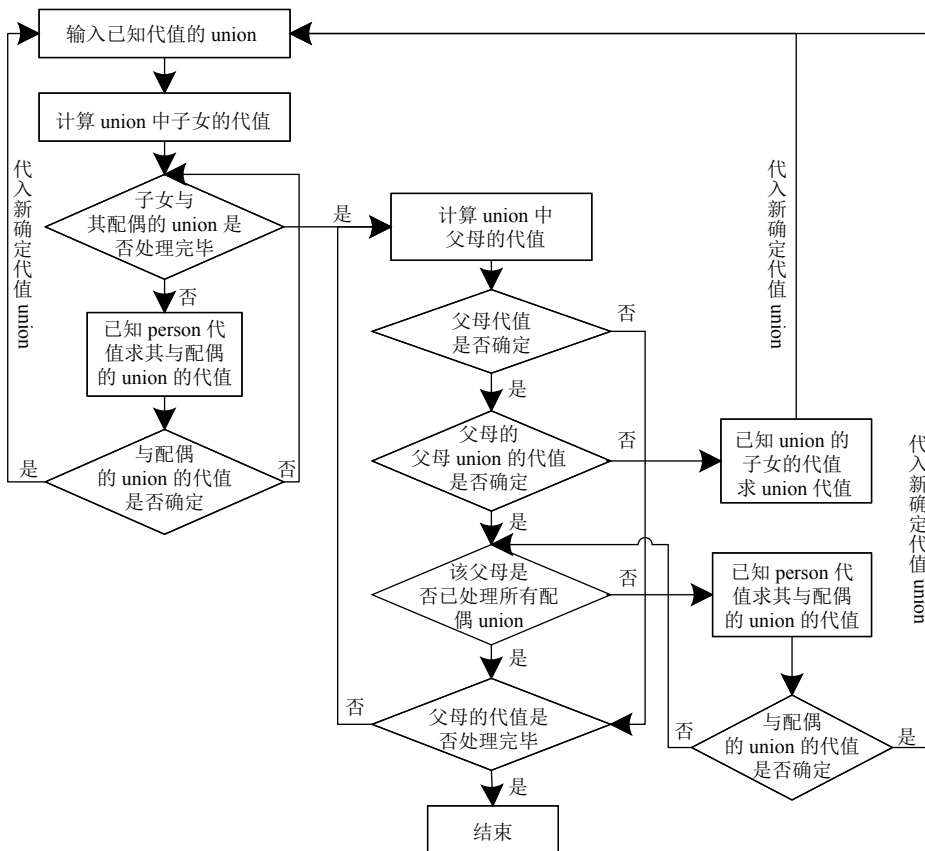 输入已知代值的 union
计算 union 中子女的代值
子女与
其配偶的 union 是
否处理完毕
是
否
已知 person 代
值求其与配偶
的 union 的代值
与配偶
的 union 的代值
是否确定
是
否
代入新确定代值 union
计算 union 中
父母的代值
父母代值
是否确定
否
是
父母的
父母 union 的代值
是否确定
否
是
已知 union 的
子女的代值
求 union 代值
代入新确定代值 union
该父母是
否已处理所有配
偶 union
否
是
已知 person 代
值求其与配偶
的 union 的代值
父母的代值是
否处理完毕
否
是
与配偶
的 union 的代值
是否确定
否
是
代入新确定代值 union
结束